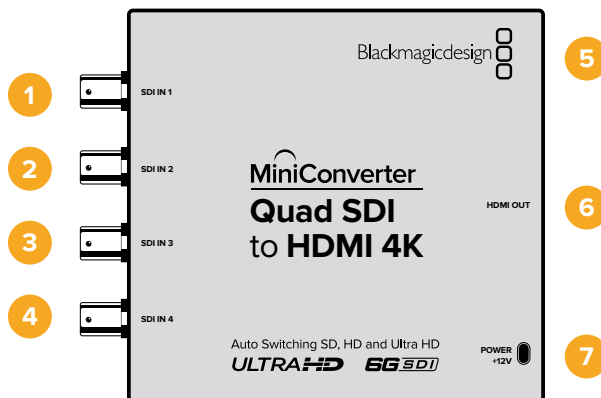 Blackmagicdesign
1
SDI IN 1
5
2
SDI IN 2
MiniConverter
Quad SDI
to HDMI 4K
HDMI OUT
6
3
SDI IN 3
4
SDI IN 4
Auto Switching SD, HD and Ultra HD
ULTRA HD 6G SDI
POWER
+12V
7